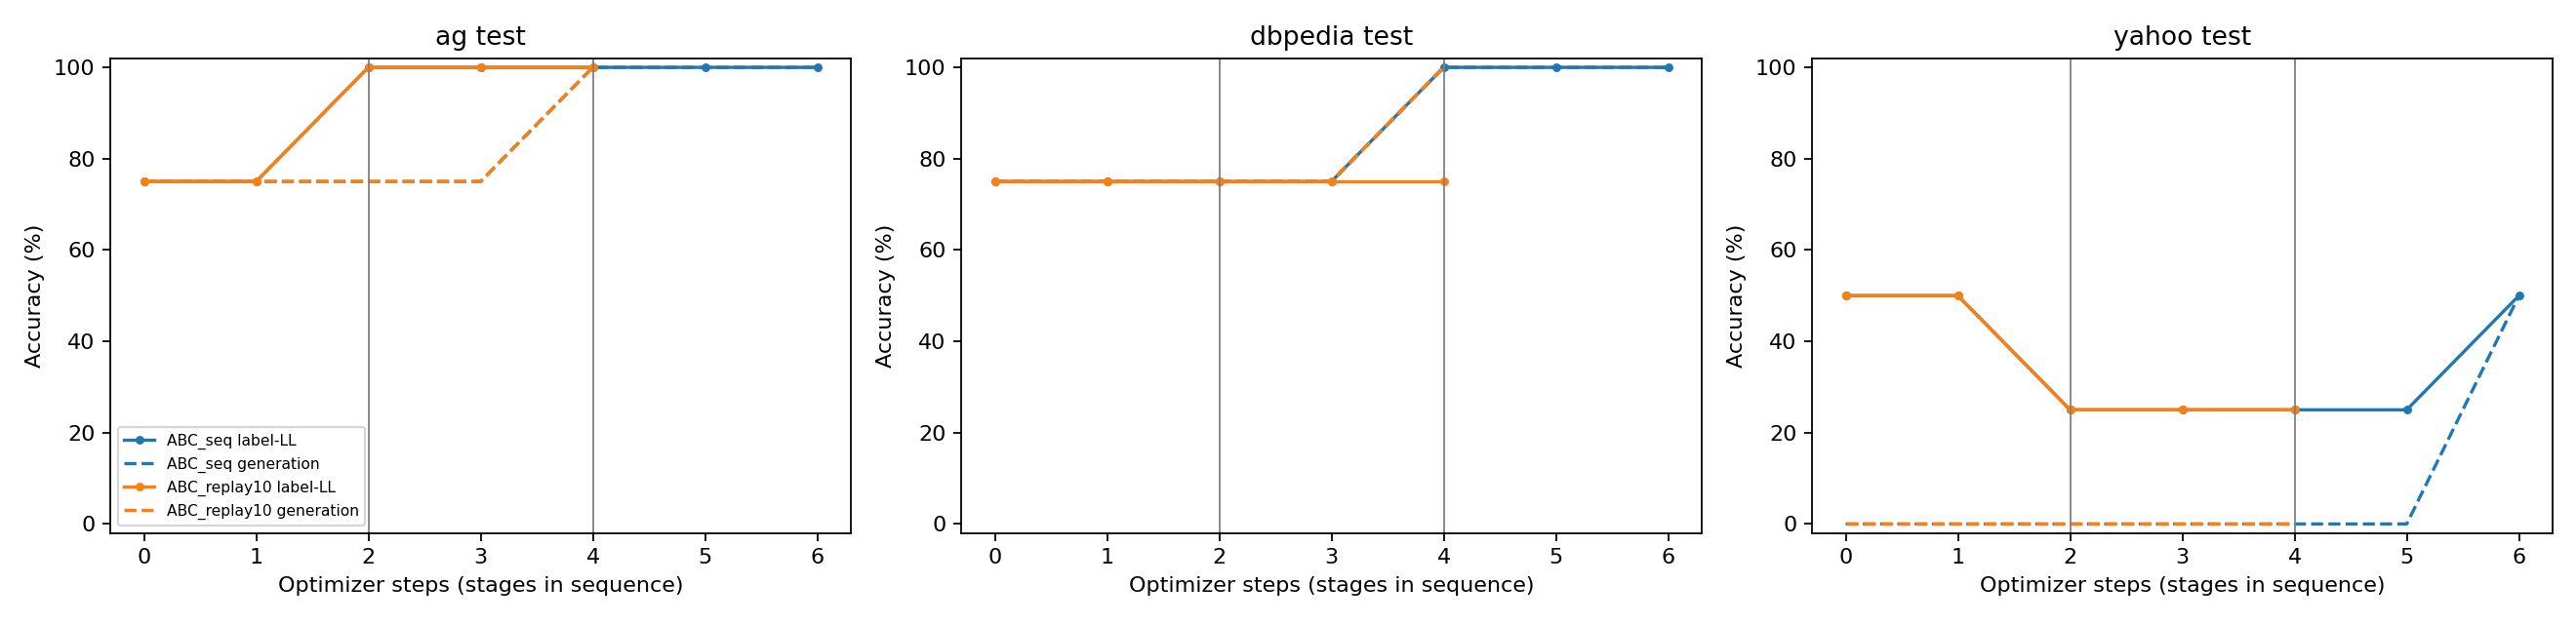 ag test
Accuracy (%)
100
80
60
40
20
0
ABC_seq label-LL
ABC_seq generation
ABC_replay10 label-LL
ABC_replay10 generation
0 1 2 3 4 5 6
Optimizer steps (stages in sequence)
dbpedia test
Accuracy (%)
100
80
60
40
20
0
0 1 2 3 4 5 6
Optimizer steps (stages in sequence)
yahoo test
Accuracy (%)
100
80
60
40
20
0
0 1 2 3 4 5 6
Optimizer steps (stages in sequence)